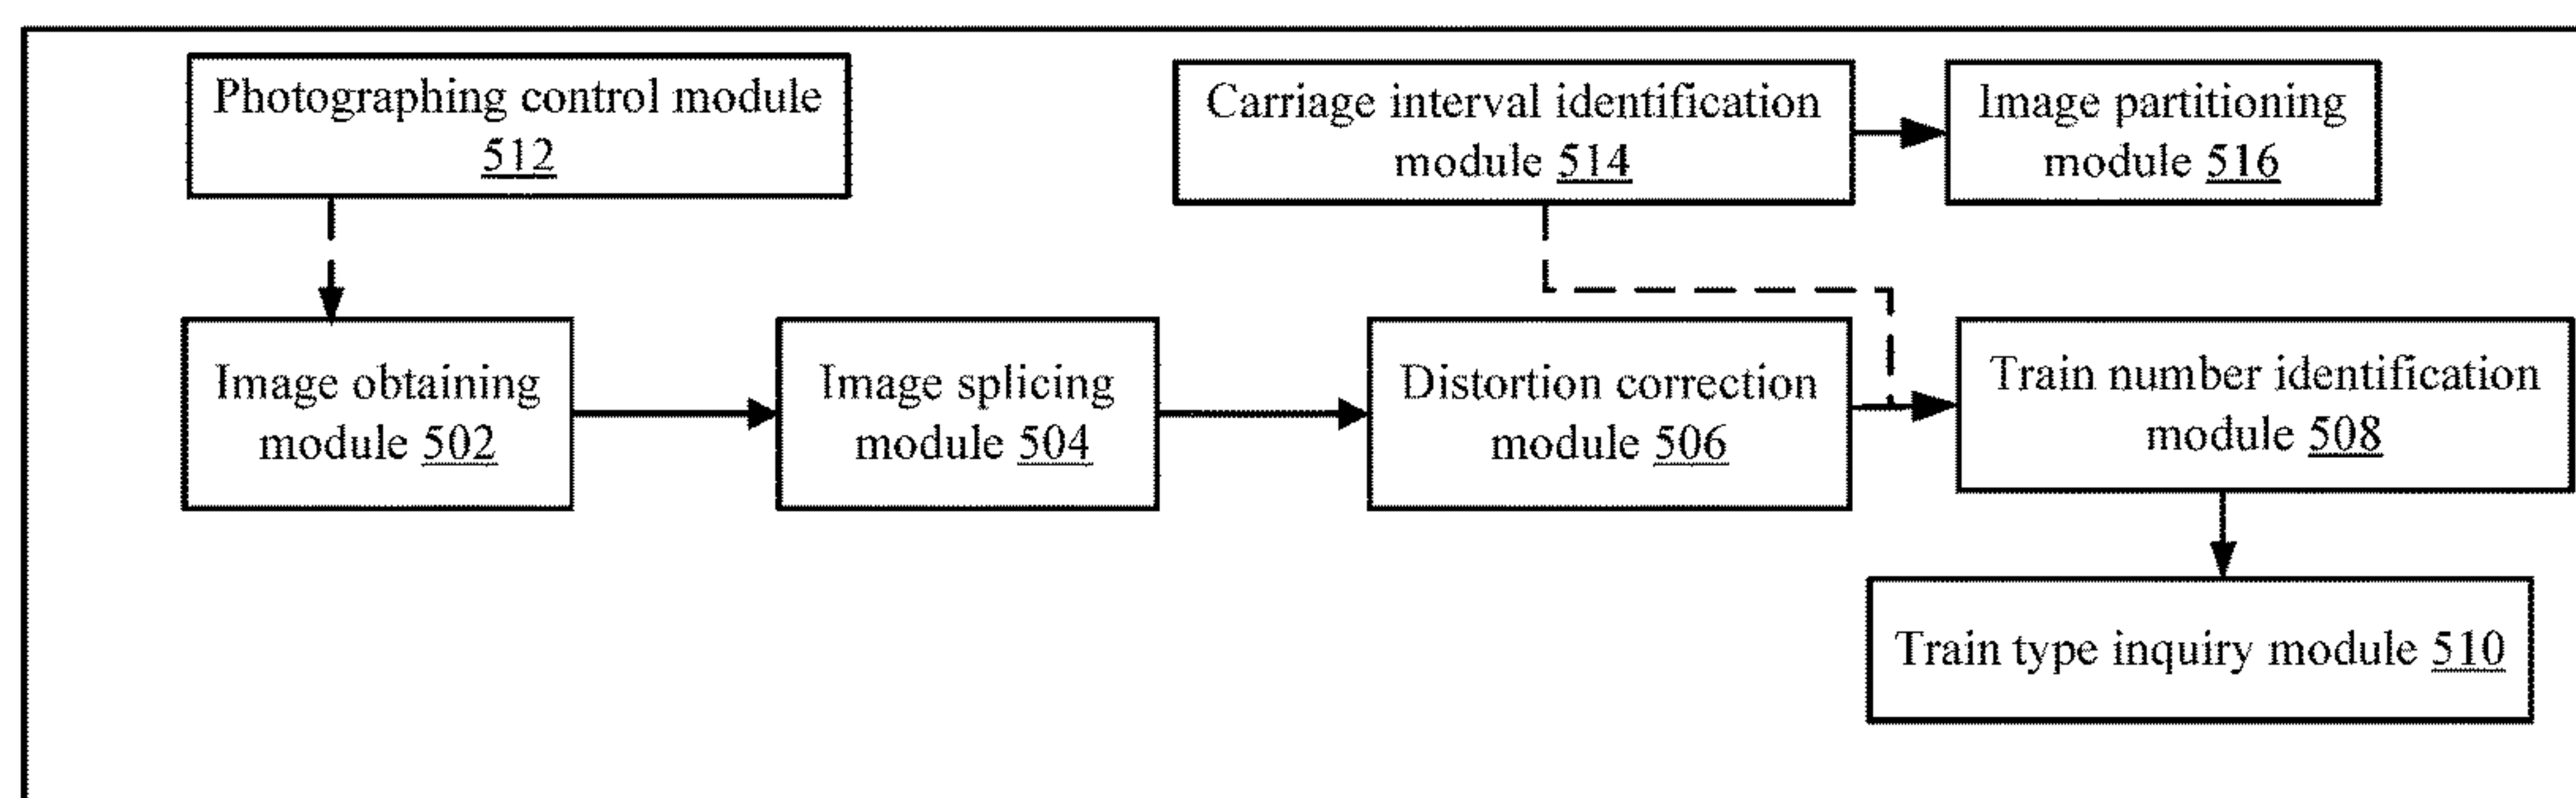 Photographing control module
512
Carriage interval identification
module 514
Image partitioning
module 516
Image obtaining
module 502
Image splicing
module 504
Distortion correction
module 506
Train number identification
module 508
Train type inquiry module 510